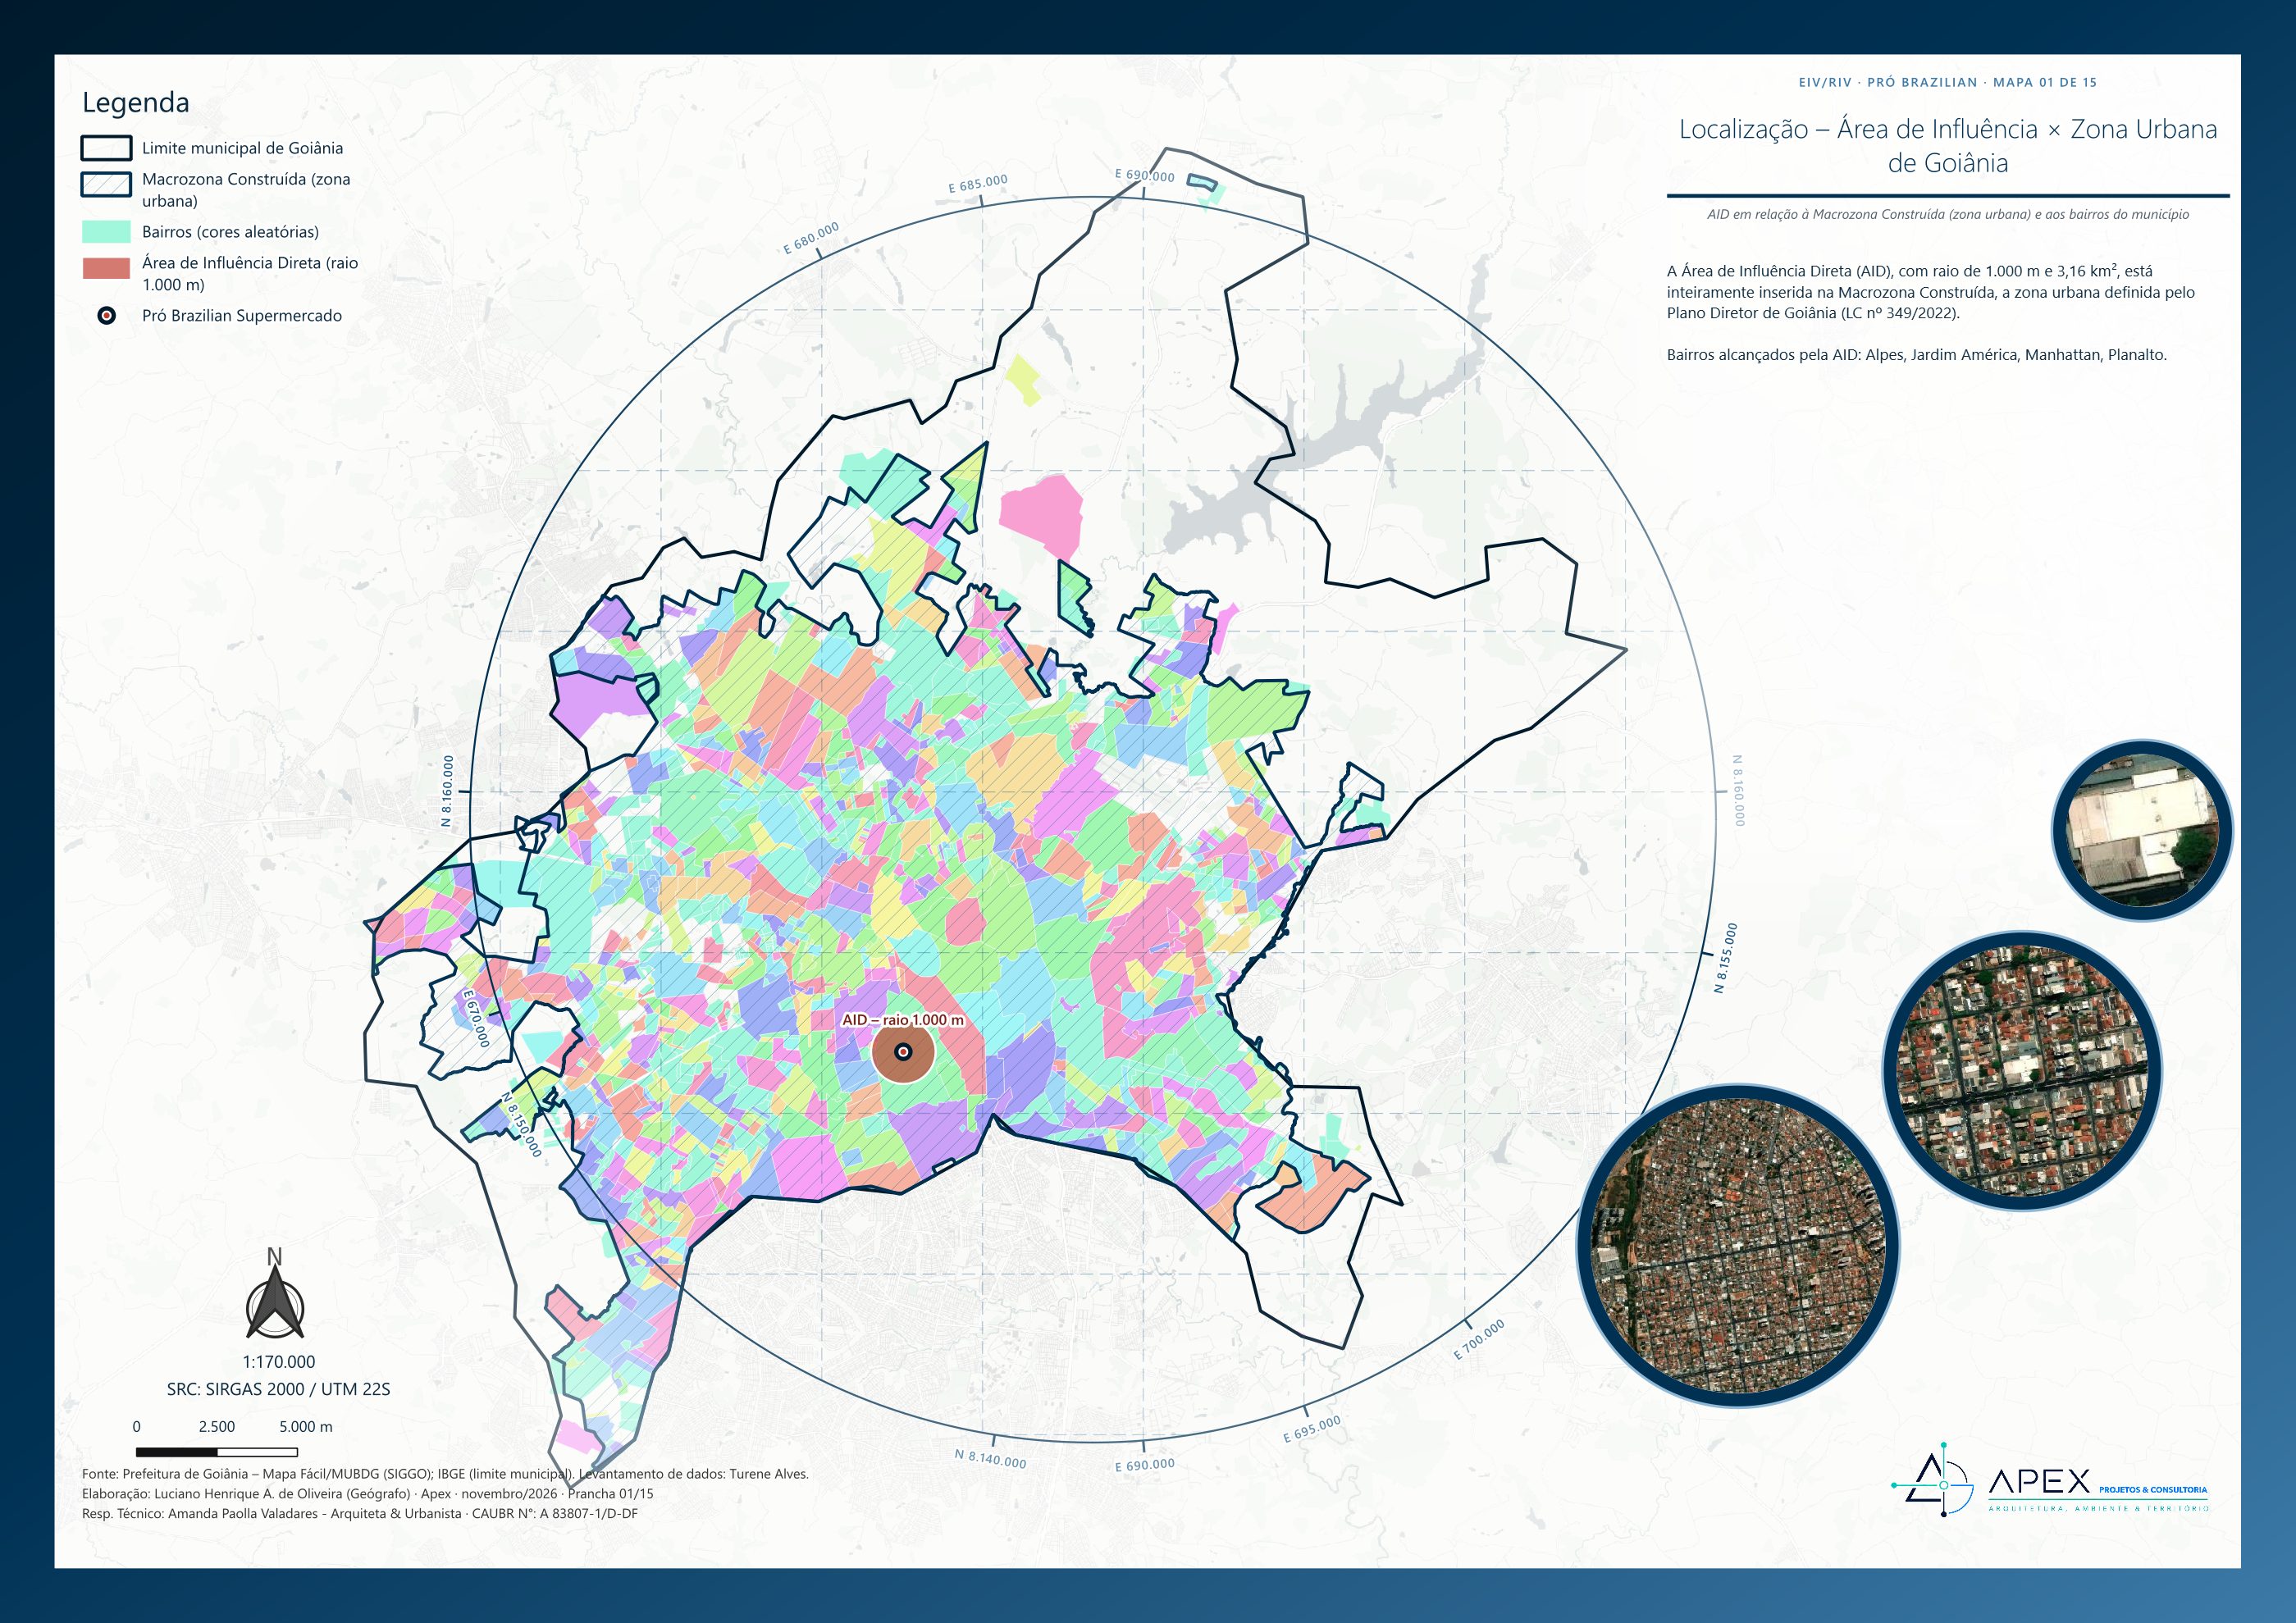 EIV/RIV · PRÓ BRAZILIAN · MAPA 01 DE 15
Localização – Área de Influência × Zona Urbana
de Goiânia
AID em relação à Macrozona Construída (zona urbana) e aos bairros do município
A Área de Influência Direta (AID), com raio de 1.000 m e 3,16 km², está
inteiramente inserida na Macrozona Construída, a zona urbana definida pelo
Plano Diretor de Goiânia (LC nº 349/2022).
Bairros alcançados pela AID: Alpes, Jardim América, Manhattan, Planalto.
Legenda
Limite municipal de Goiânia
Macrozona Construída (zona
urbana)
Bairros (cores aleatórias)
Área de Influência Direta (raio
1.000 m)
Pró Brazilian Supermercado
E 680.000
E 685.000
E 690.000
N 8.160.000
N 8.160.000
N 8.155.000
E 670.000
AID – raio 1.000 m
N 8.150.000
E 700.000
E 695.000
E 690.000
N 8.140.000
N
1:170.000
SRC: SIRGAS 2000 / UTM 22S
0 2.500 5.000 m
Fonte: Prefeitura de Goiânia – Mapa Fácil/MUBDG (SIGGO); IBGE (limite municipal). Levantamento de dados: Turene Alves.
Elaboração: Luciano Henrique A. de Oliveira (Geógrafo) · Apex · novembro/2026 · Prancha 01/15
Resp. Técnico: Amanda Paolla Valadares - Arquiteta & Urbanista · CAUBR N°: A 83807-1/D-DF
APEX PROJETOS & CONSULTORIA
ARQUITETURA, AMBIENTE & TERRITÓRIO